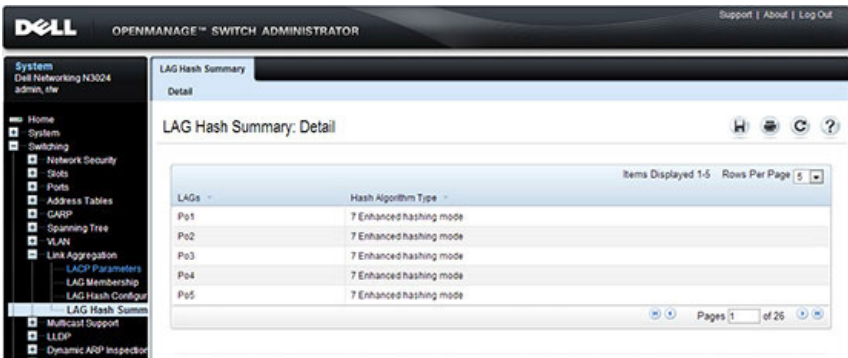 Support | About | Log Out
DELL OPENMANAGE™ SWITCH ADMINISTRATOR
System
Dell Networking N3024
admin, r/w
Home
System
Switching
Network Security
Slots
Ports
Address Tables
GARP
Spanning Tree
VLAN
Link Aggregation
LACP Parameters
LAG Membership
LAG Hash Configur
LAG Hash Summ
Multicast Support
LLDP
Dynamic ARP Inspection
LAG Hash Summary
Detail
LAG Hash Summary: Detail
Items Displayed 1-5 Rows Per Page 5
LAGs Hash Algorithm Type
Po1 7 Enhanced hashing mode
Po2 7 Enhanced hashing mode
Po3 7 Enhanced hashing mode
Po4 7 Enhanced hashing mode
Po5 7 Enhanced hashing mode
Pages 1 of 26